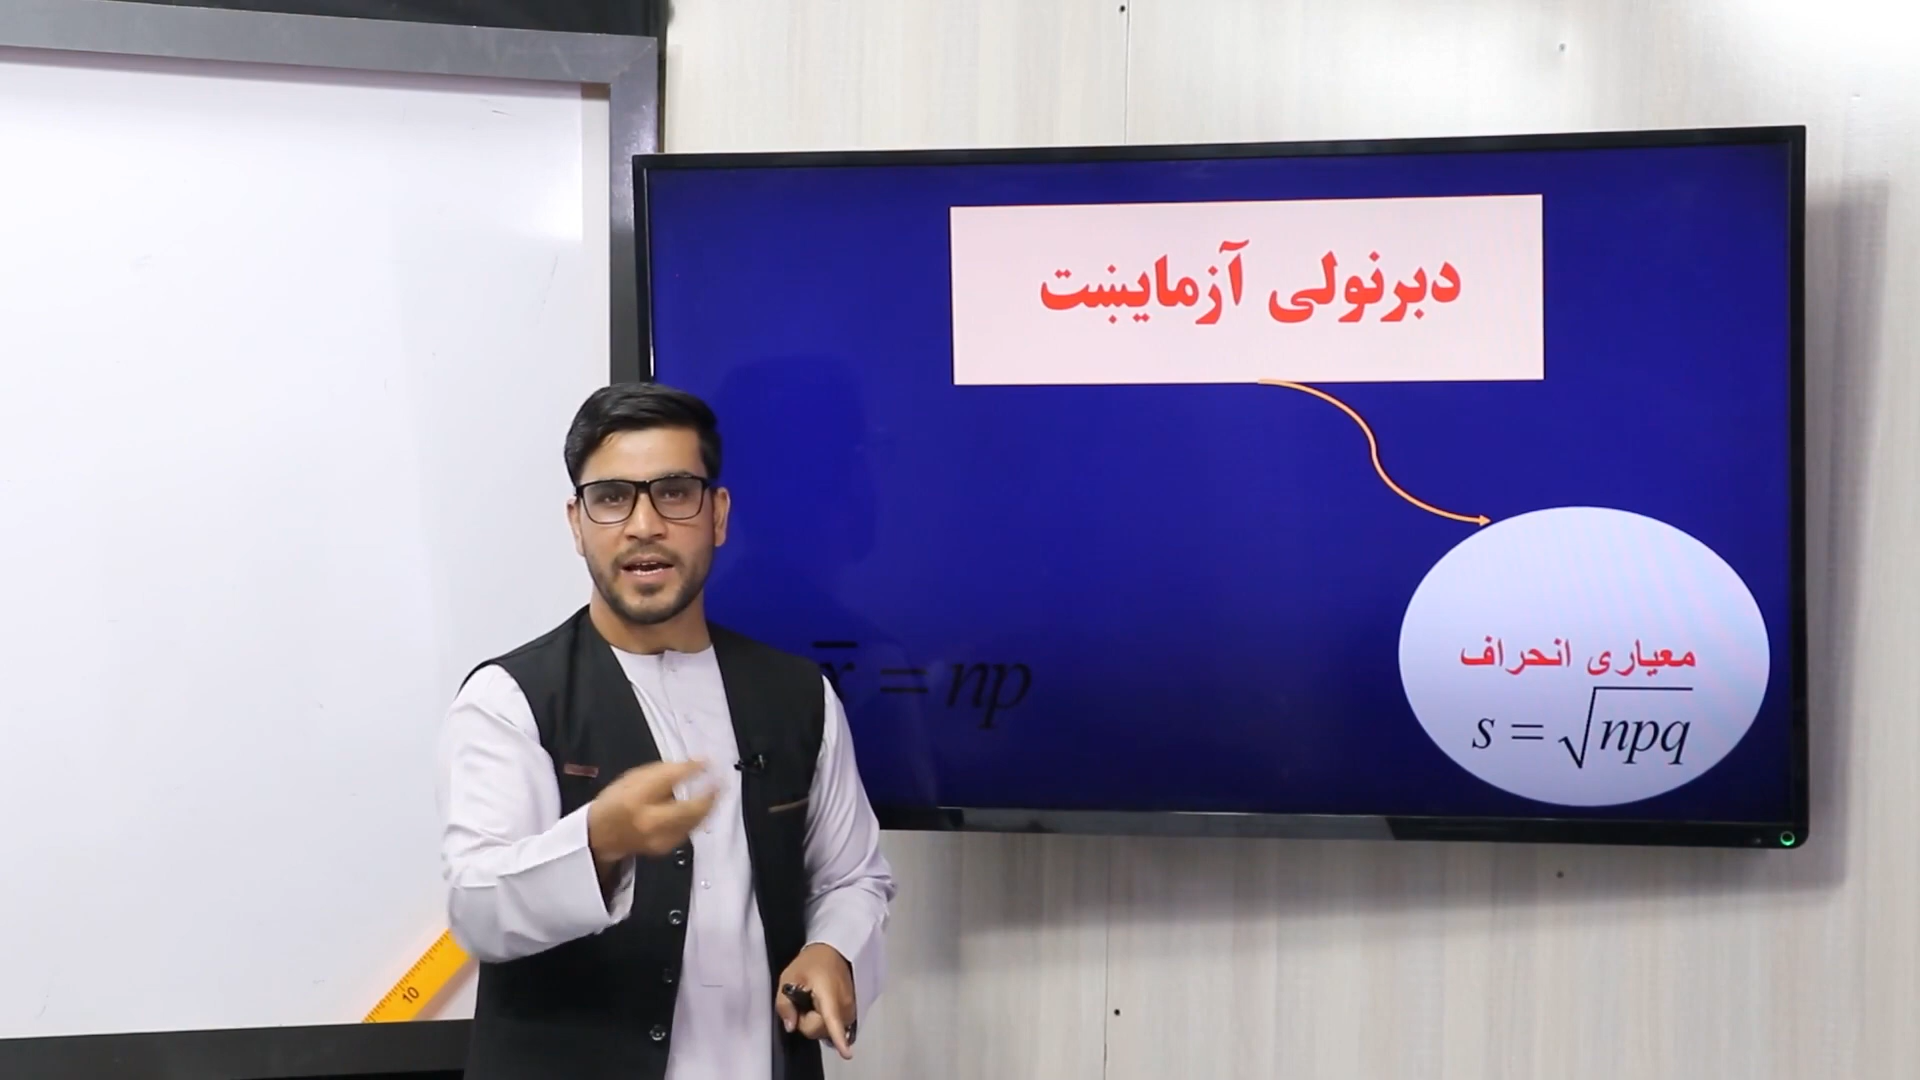 دبرنولی آزمایښت
معیاری انحراف
s = √npq
x̄ = np
10